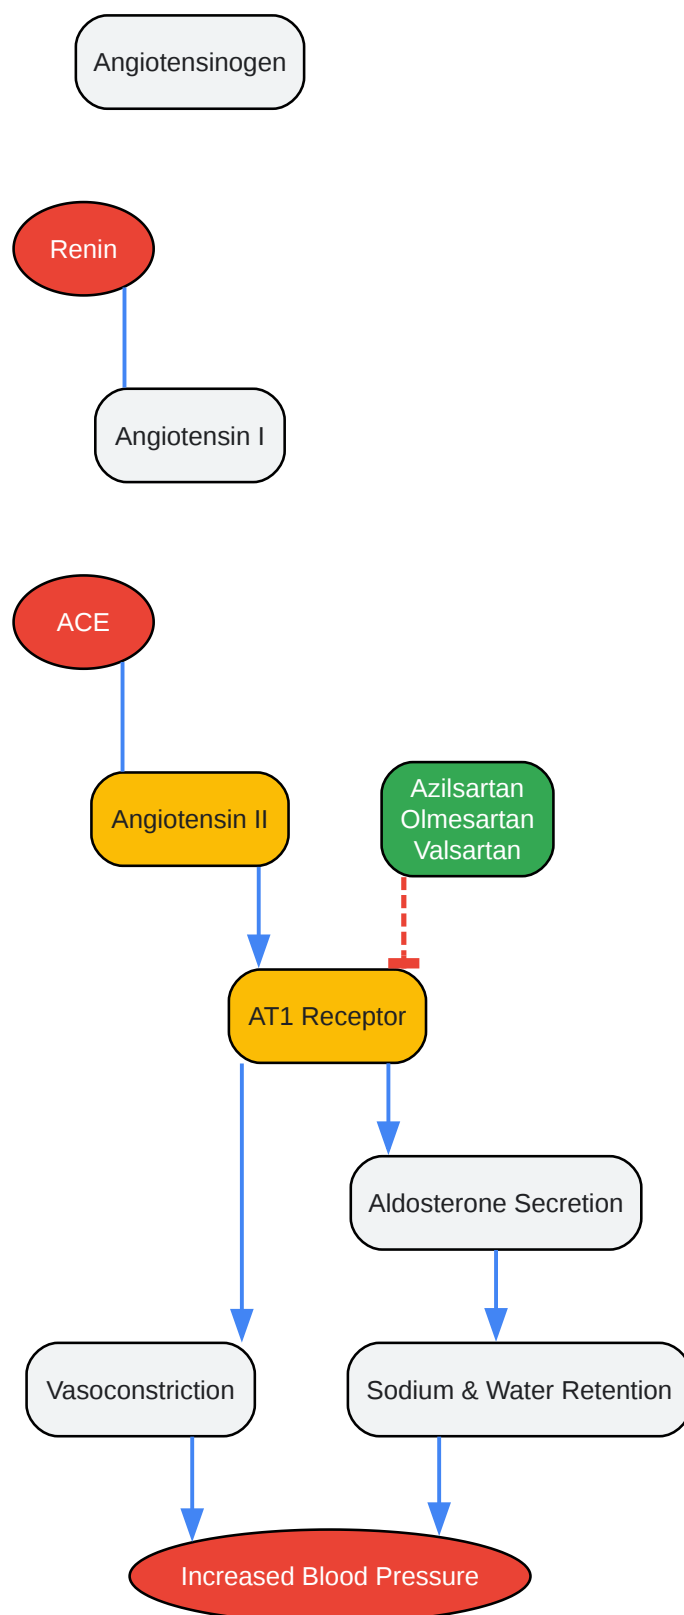 Angiotensinogen
Renin
Angiotensin I
ACE
Angiotensin II
Azilsartan
Olmesartan
Valsartan
AT1 Receptor
Aldosterone Secretion
Vasoconstriction
Sodium & Water Retention
Increased Blood Pressure